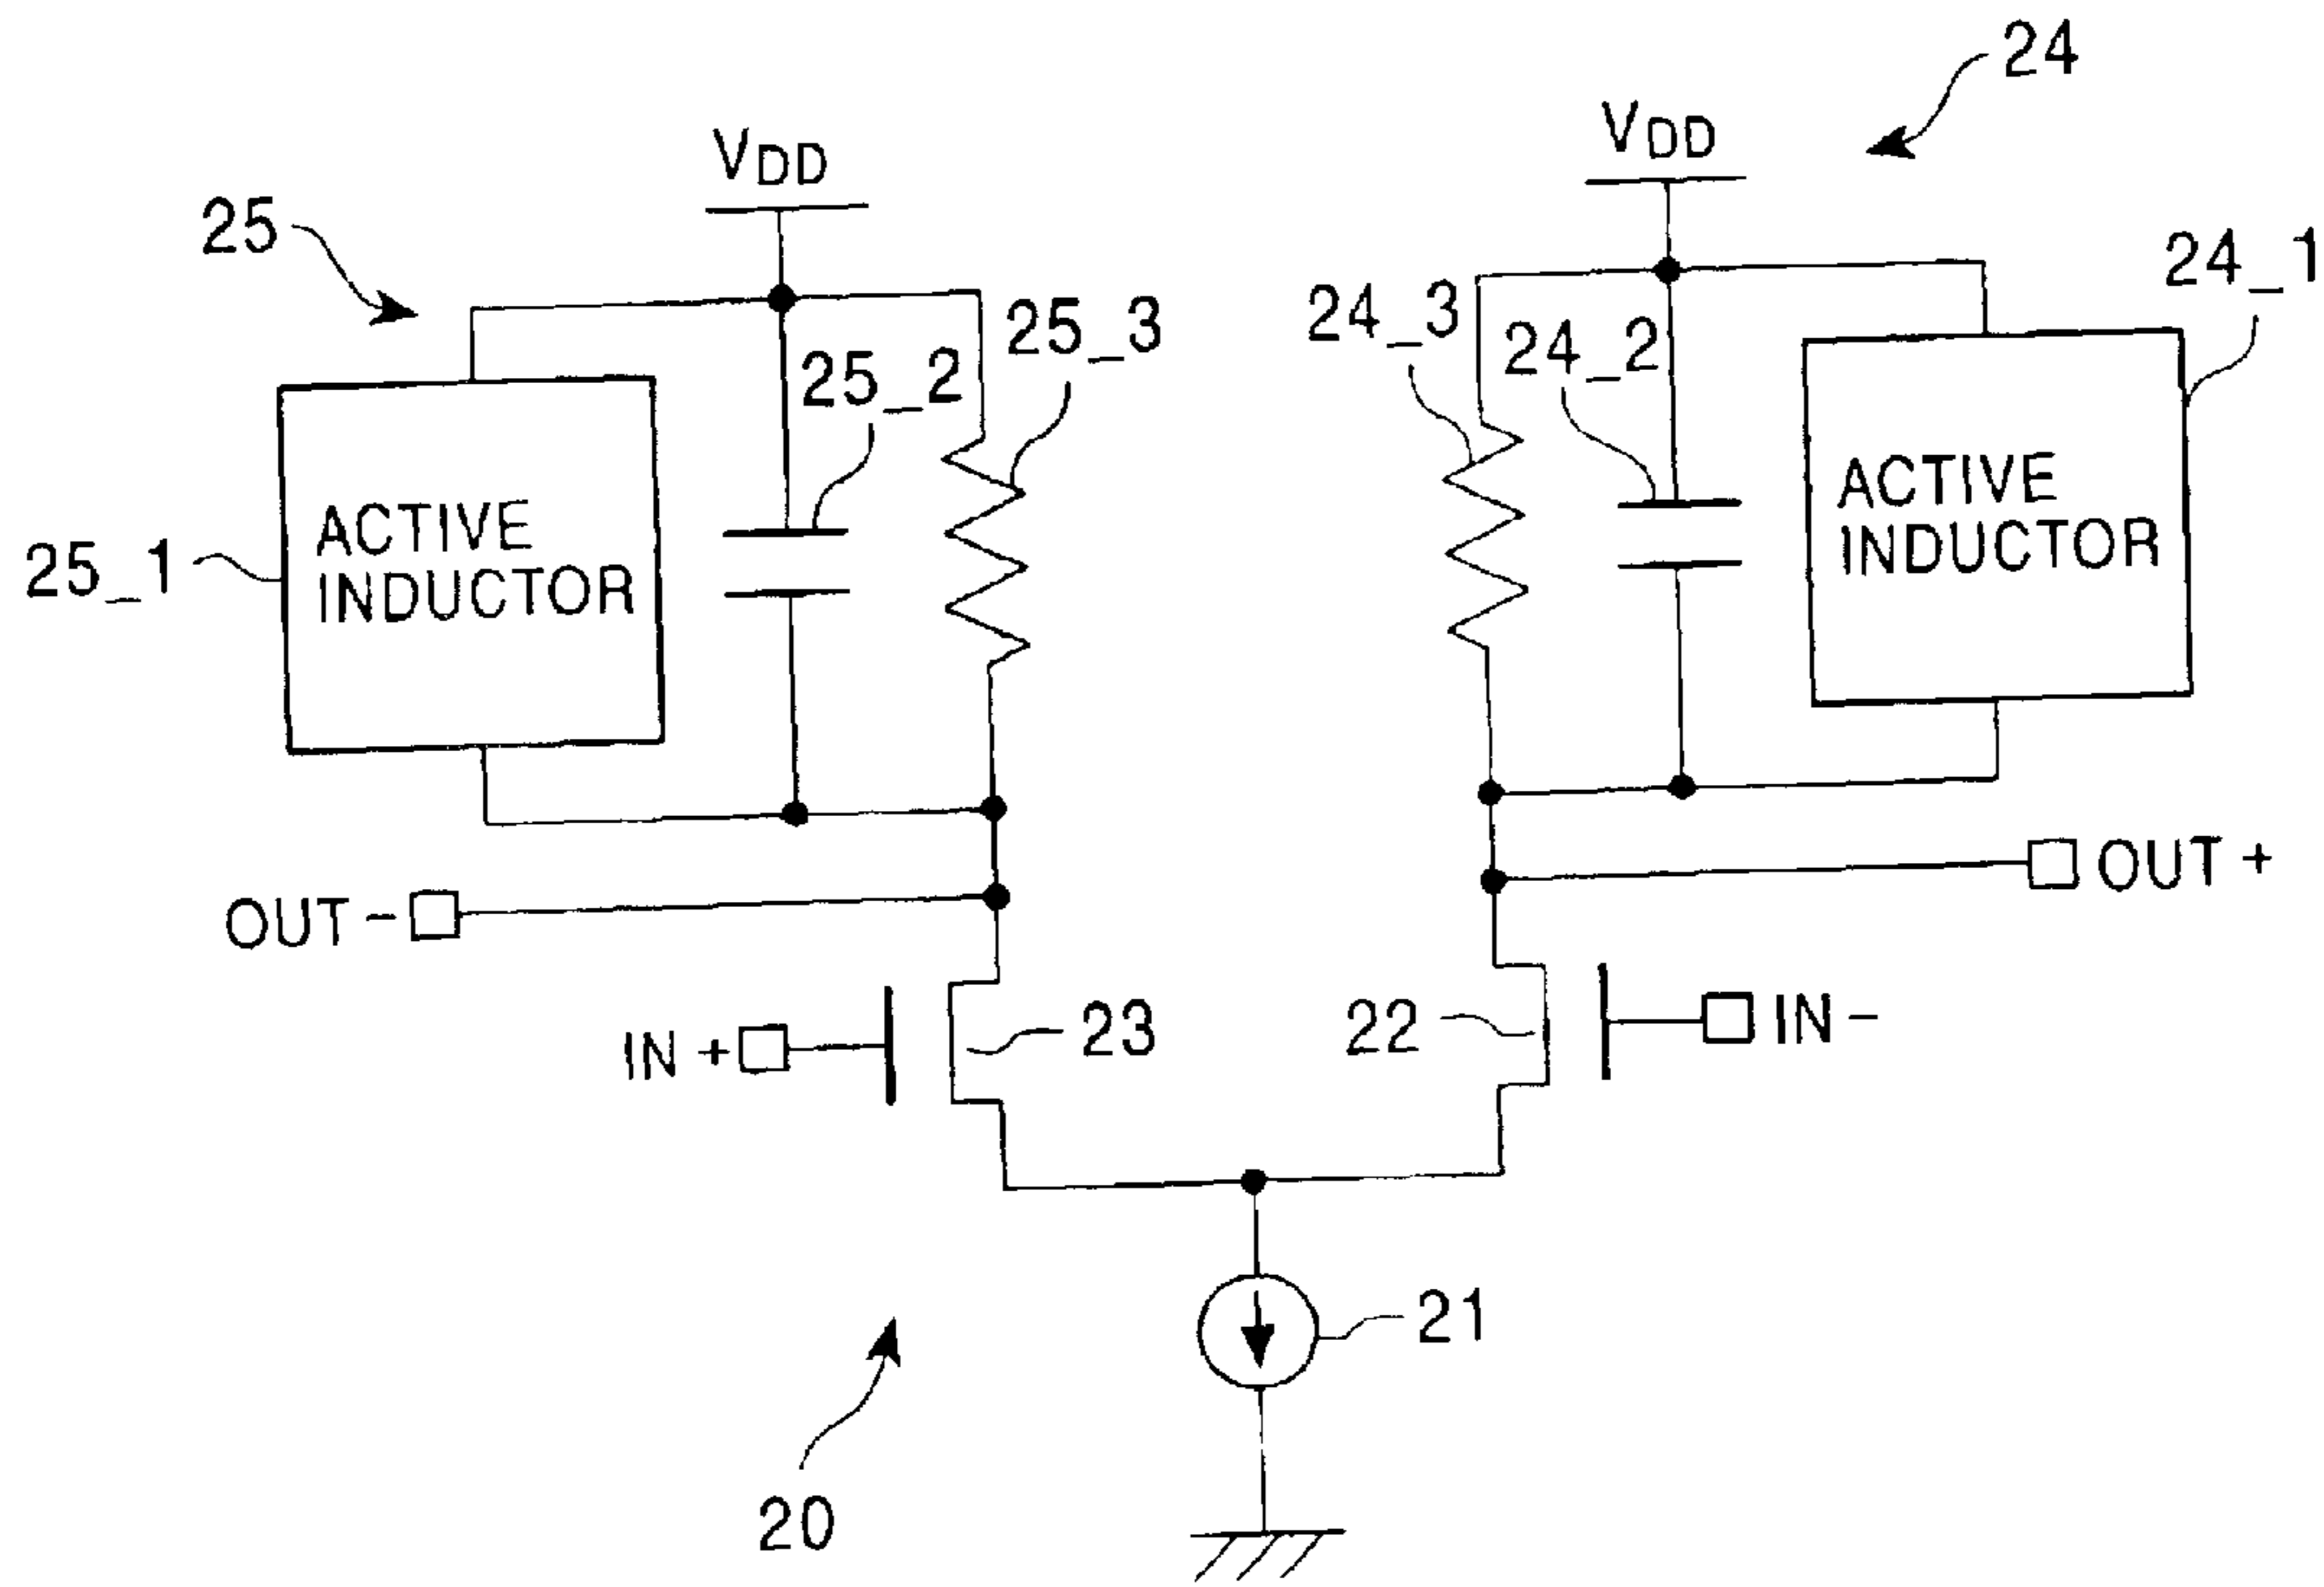 24
VDD
VDD
25
24_1
25_3
24_3
24_2
25_2
ACTIVE
INDUCTOR
ACTIVE
INDUCTOR
25_1
OUT +
OUT -
IN +
23
22
IN -
21
20